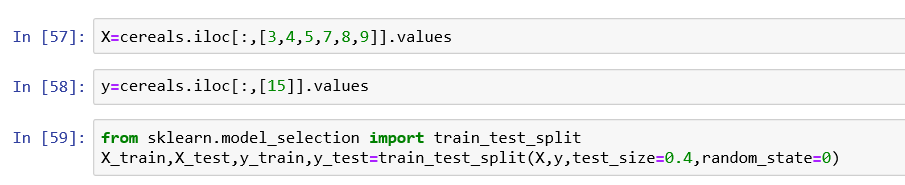 In [57]: X=cereals.iloc[:,[3,4,5,7,8,9]].values
In [58]: y=cereals.iloc[:,[15]].values
In [59]: from sklearn.model_selection import train_test_split
X_train,X_test,y_train,y_test=train_test_split(X,y,test_size=0.4,random_state=0)